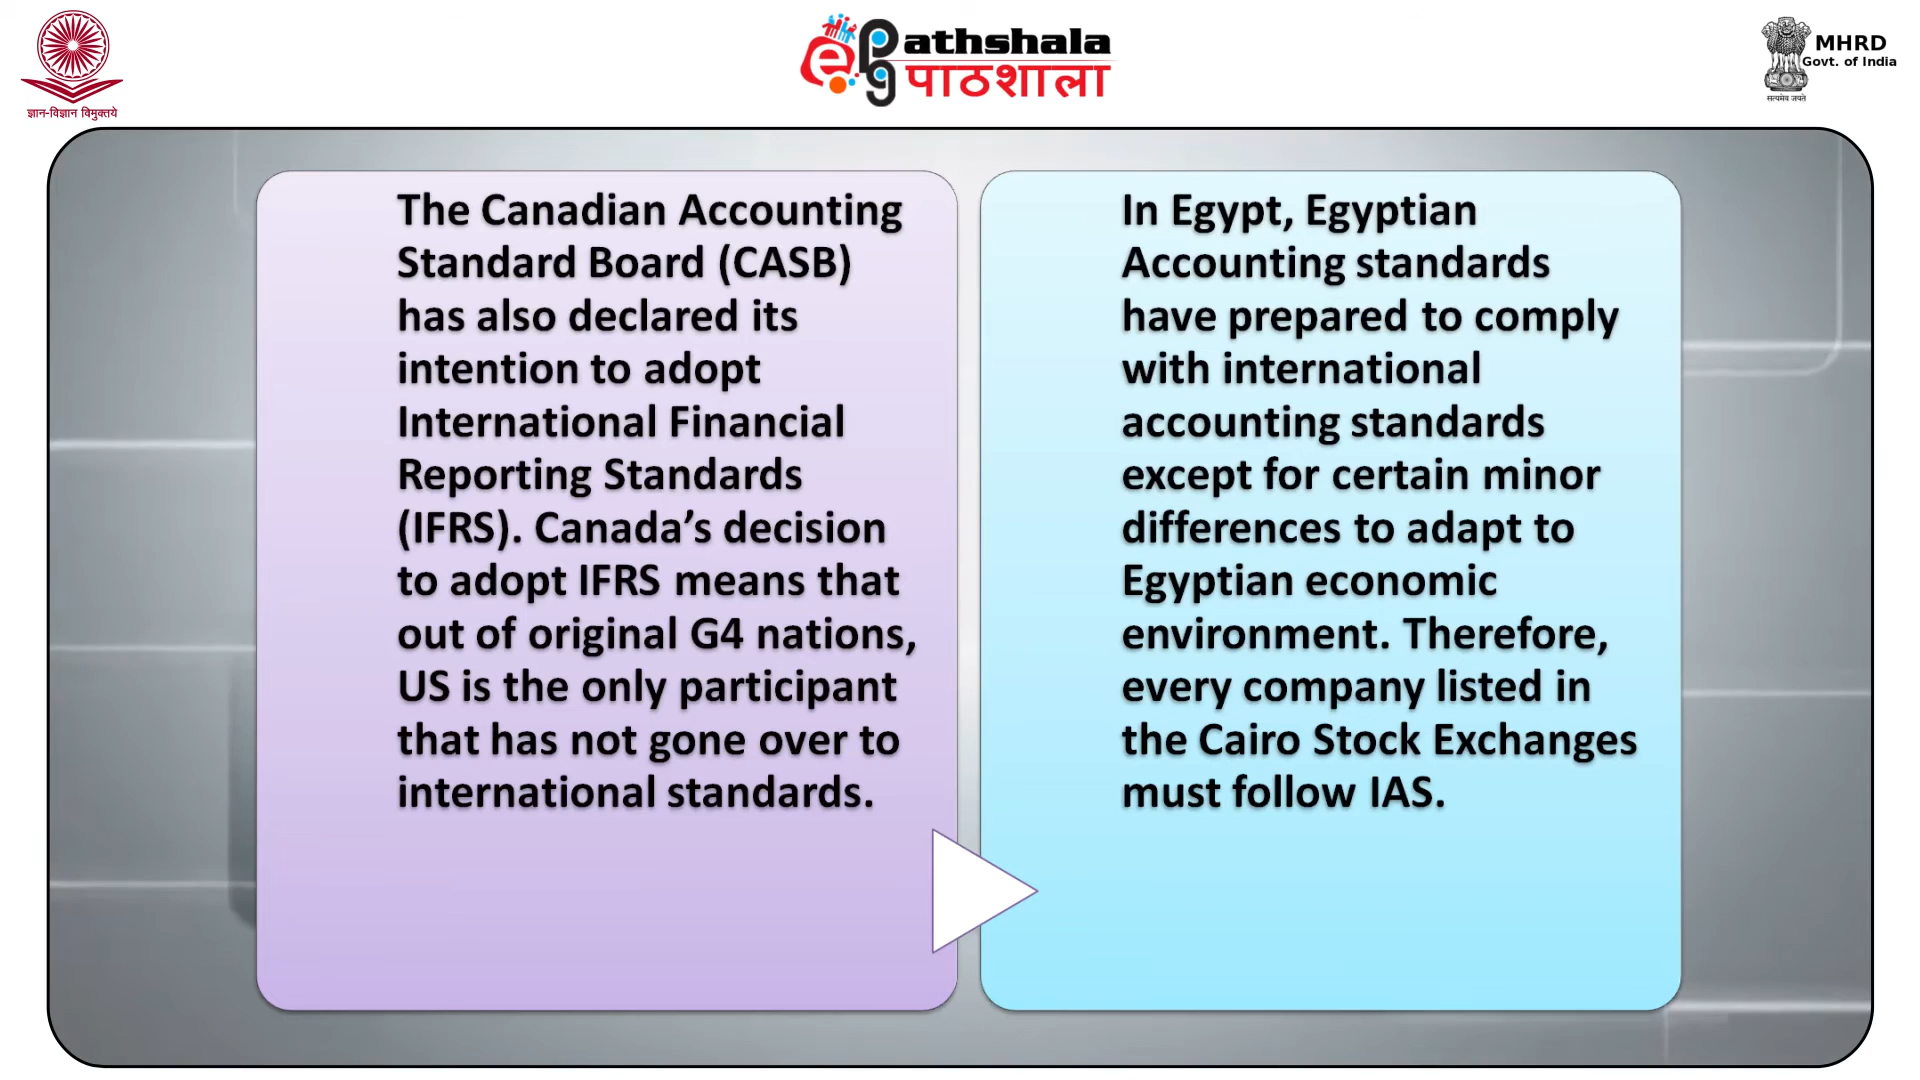 ज्ञान-विज्ञान विमुक्तये
e
pg
athshala
पाठशाला
MHRD
Govt. of India
सत्यमेव जयते
The Canadian Accounting
Standard Board (CASB)
has also declared its
intention to adopt
International Financial
Reporting Standards
(IFRS). Canada’s decision
to adopt IFRS means that
out of original G4 nations,
US is the only participant
that has not gone over to
international standards.
In Egypt, Egyptian
Accounting standards
have prepared to comply
with international
accounting standards
except for certain minor
differences to adapt to
Egyptian economic
environment. Therefore,
every company listed in
the Cairo Stock Exchanges
must follow IAS.